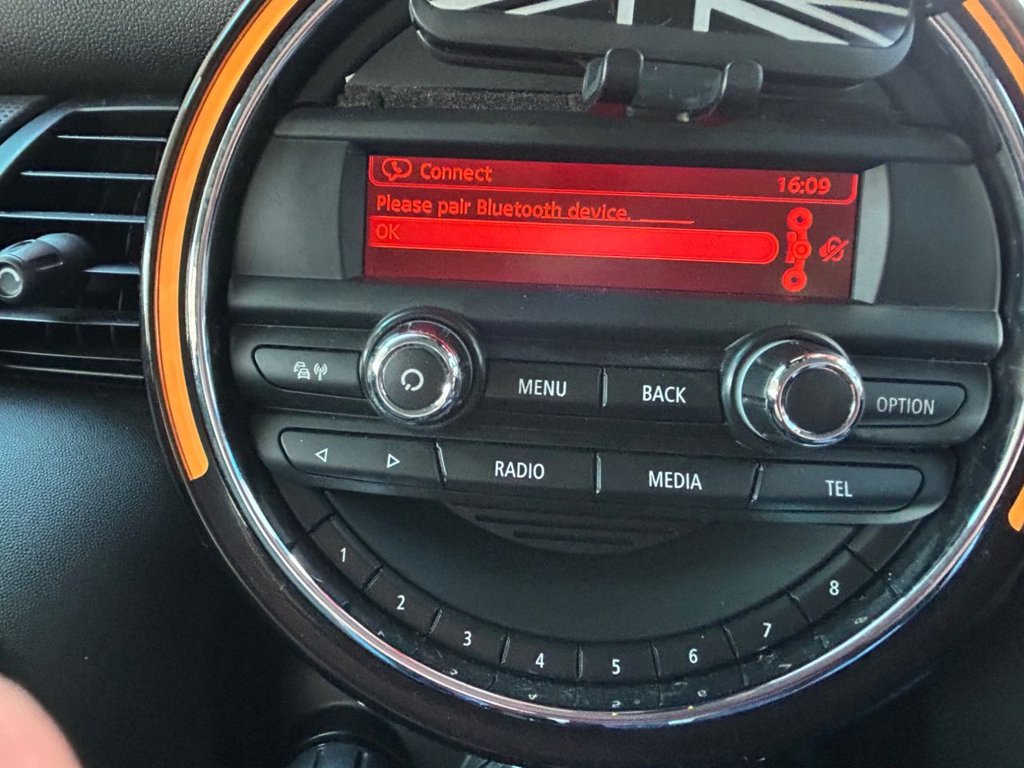 Connect 16:09
Please pair Bluetooth device.
OK
MENU BACK OPTION
RADIO MEDIA TEL
1 2 3 4 5 6 7 8